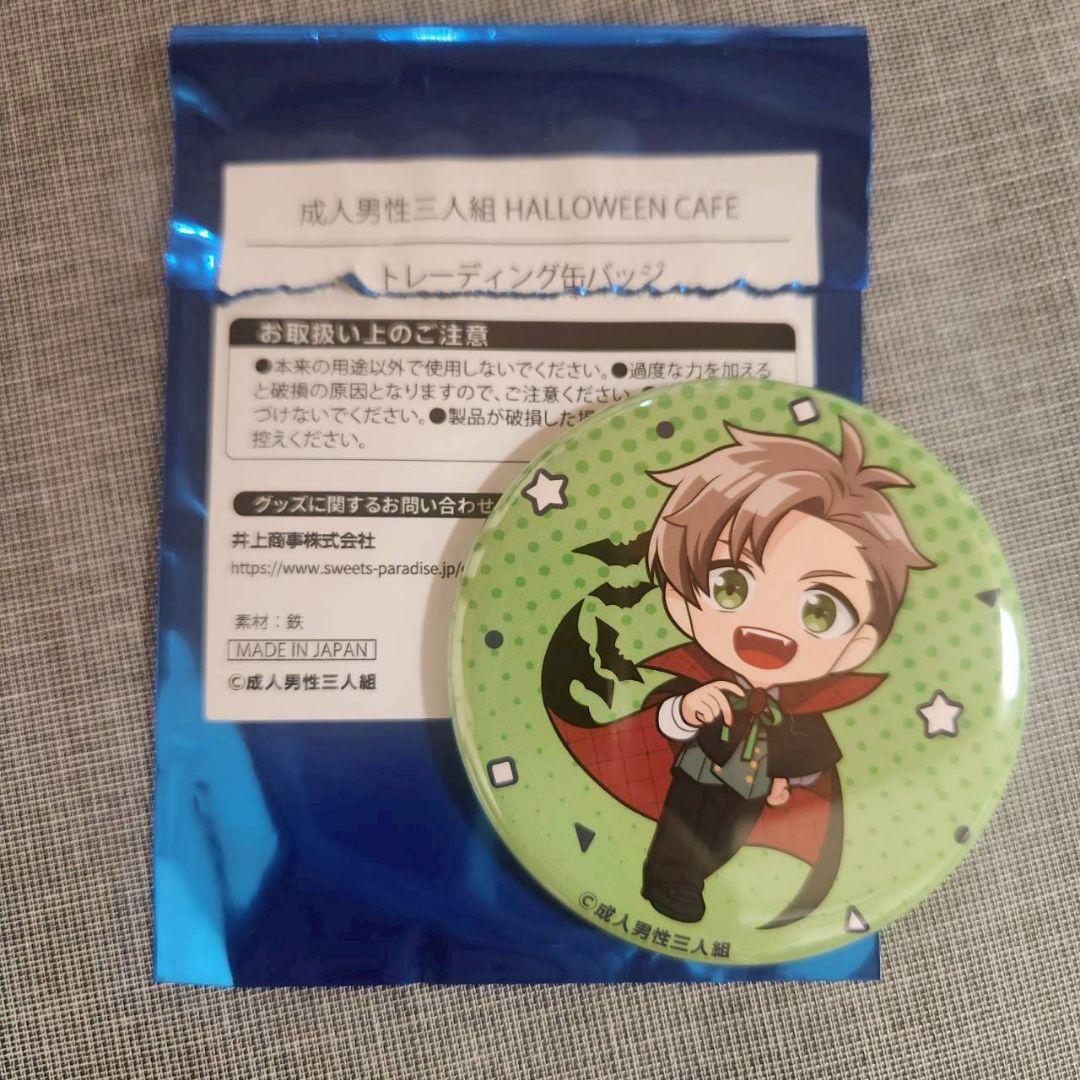 成人男性三人組 HALLOWEEN CAFE
トレーディング缶バッジ
お取扱い上のご注意
●本来の用途以外で使用しないでください。●過度な力を加える
と破損の原因となりますので、ご注意ください
づけないでください。●製品が破損した
控えください。
グッズに関するお問い合わせ
井上商事株式会社
https://www.sweets-paradise.jp/
素材：鉄
MADE IN JAPAN
©成人男性三人組
©成人男性三人組